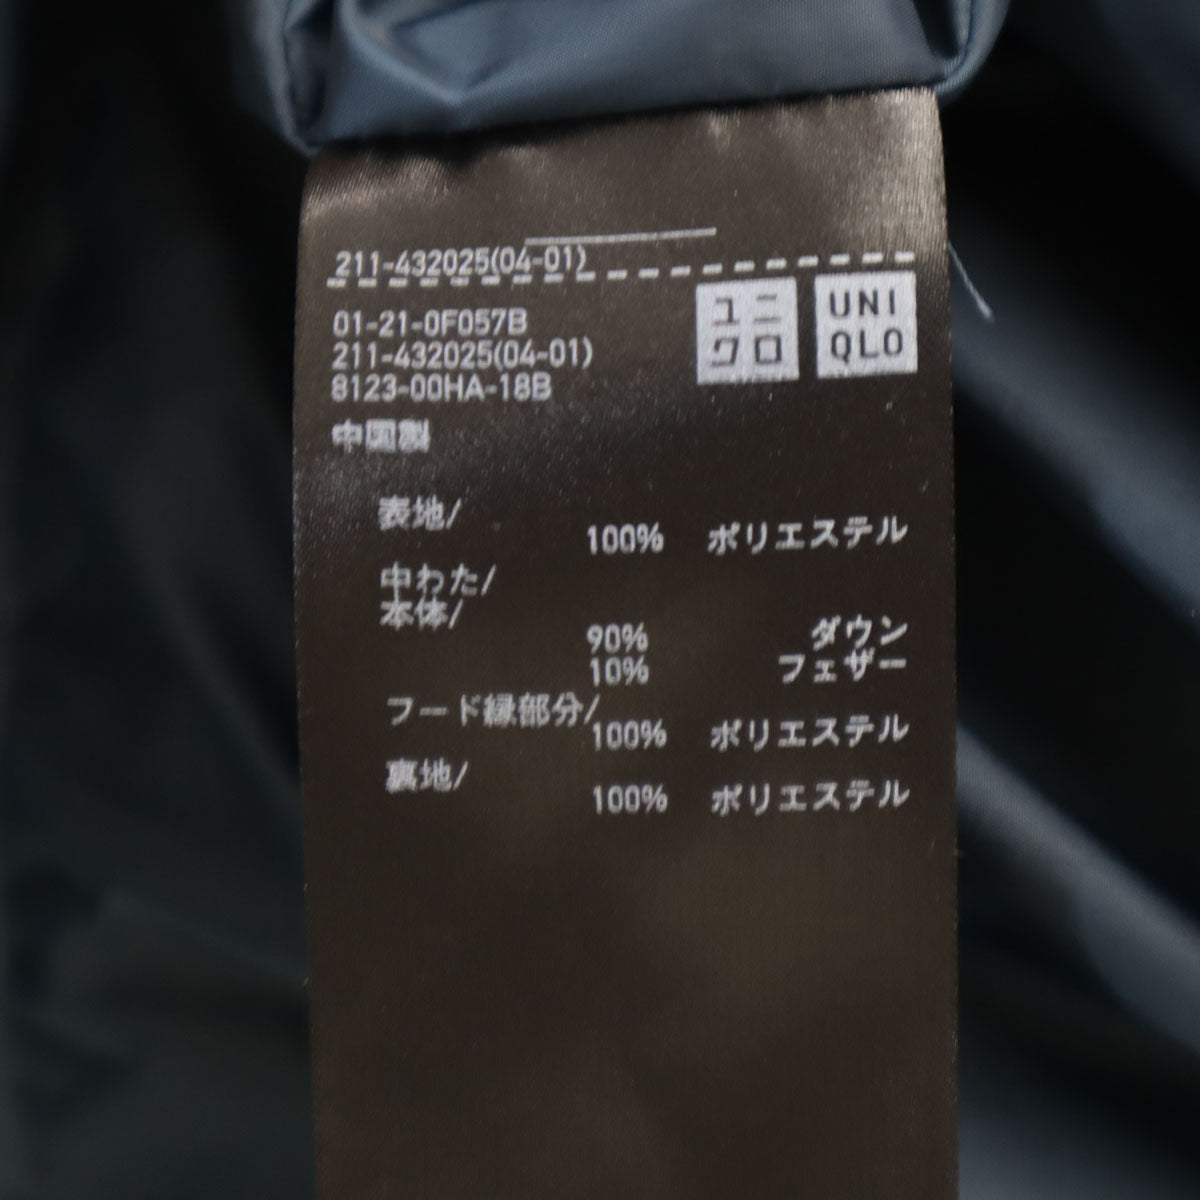 211-432025(04-01)
01-21-0F057B
211-432025(04-01)
8123-00HA-18B
ユニ
クロ
UNI
QLO
中国製
表地/
100% ポリエステル
中わた/
本体/
90% ダウン
10% フェザー
フード縁部分/
100% ポリエステル
裏地/
100% ポリエステル